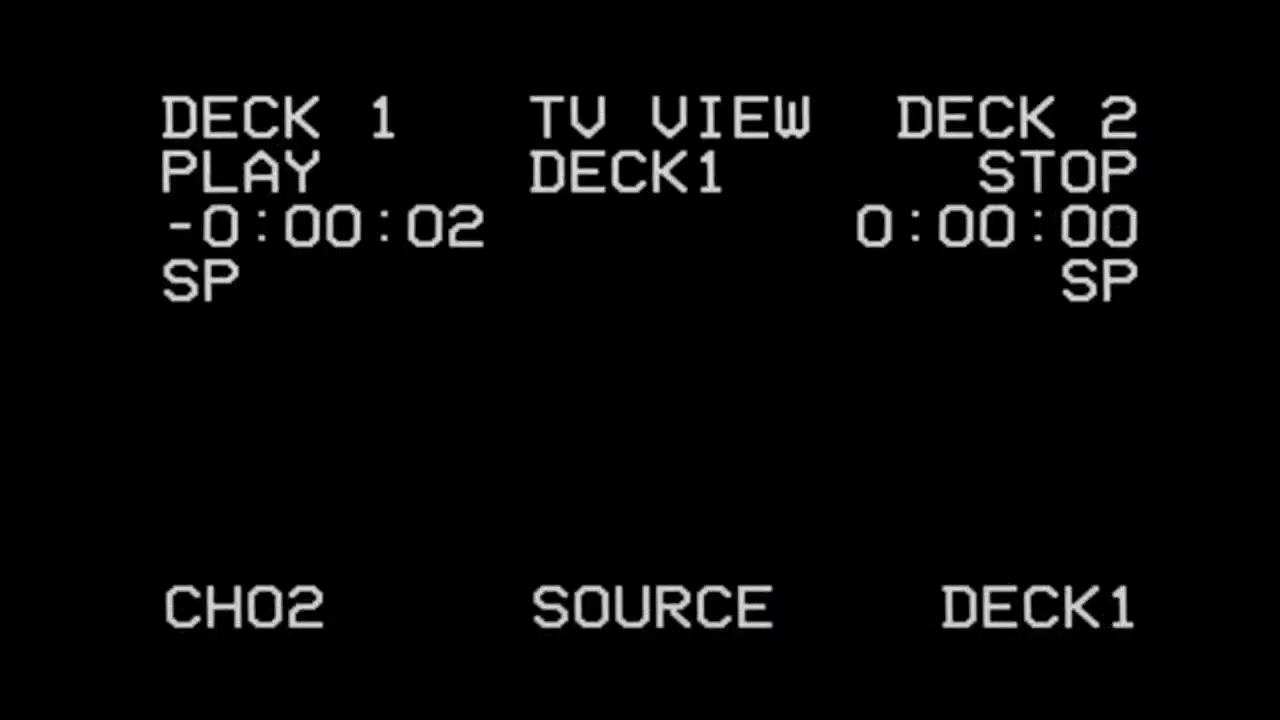 DECK 1 TV VIEW DECK 2
PLAY DECK1 STOP
-0:00:02 0:00:00
SP SP
CH02 SOURCE DECK1